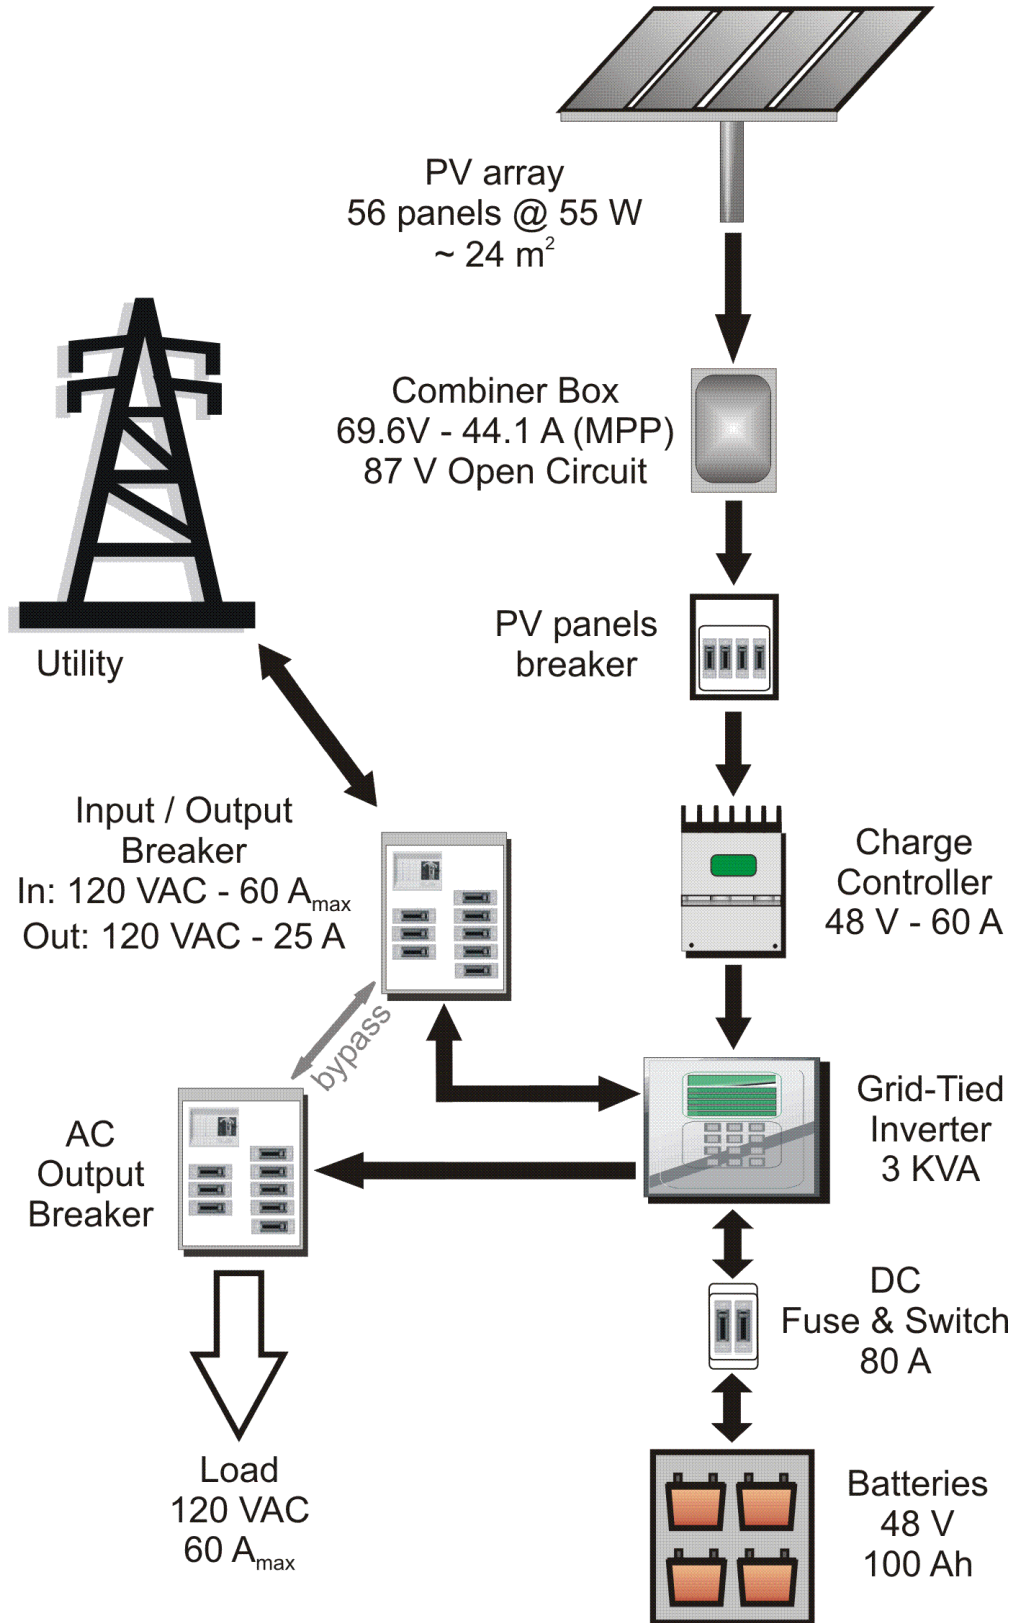 PV array
56 panels @ 55 W
~ 24 m²
Combiner Box
69.6V - 44.1 A (MPP)
87 V Open Circuit
PV panels
breaker
Utility
Input / Output
Breaker
In: 120 VAC - 60 Amax
Out: 120 VAC - 25 A
Charge
Controller
48 V - 60 A
bypass
Grid-Tied
Inverter
3 KVA
AC
Output
Breaker
DC
Fuse & Switch
80 A
Load
120 VAC
60 Amax
Batteries
48 V
100 Ah